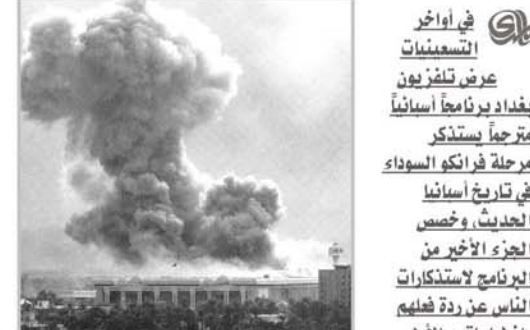 في أواخر
التسعينيات
عرض تلفزيون
بغداد برنامجاً أسبانياً
مترجماً يستذكر
مرحلة فرانكو السوداء
في تاريخ أسبانيا
الحديث، وخصص
الجزء الأخير من
البرنامج لاستذكارات
الناس عن ردة فعلهم